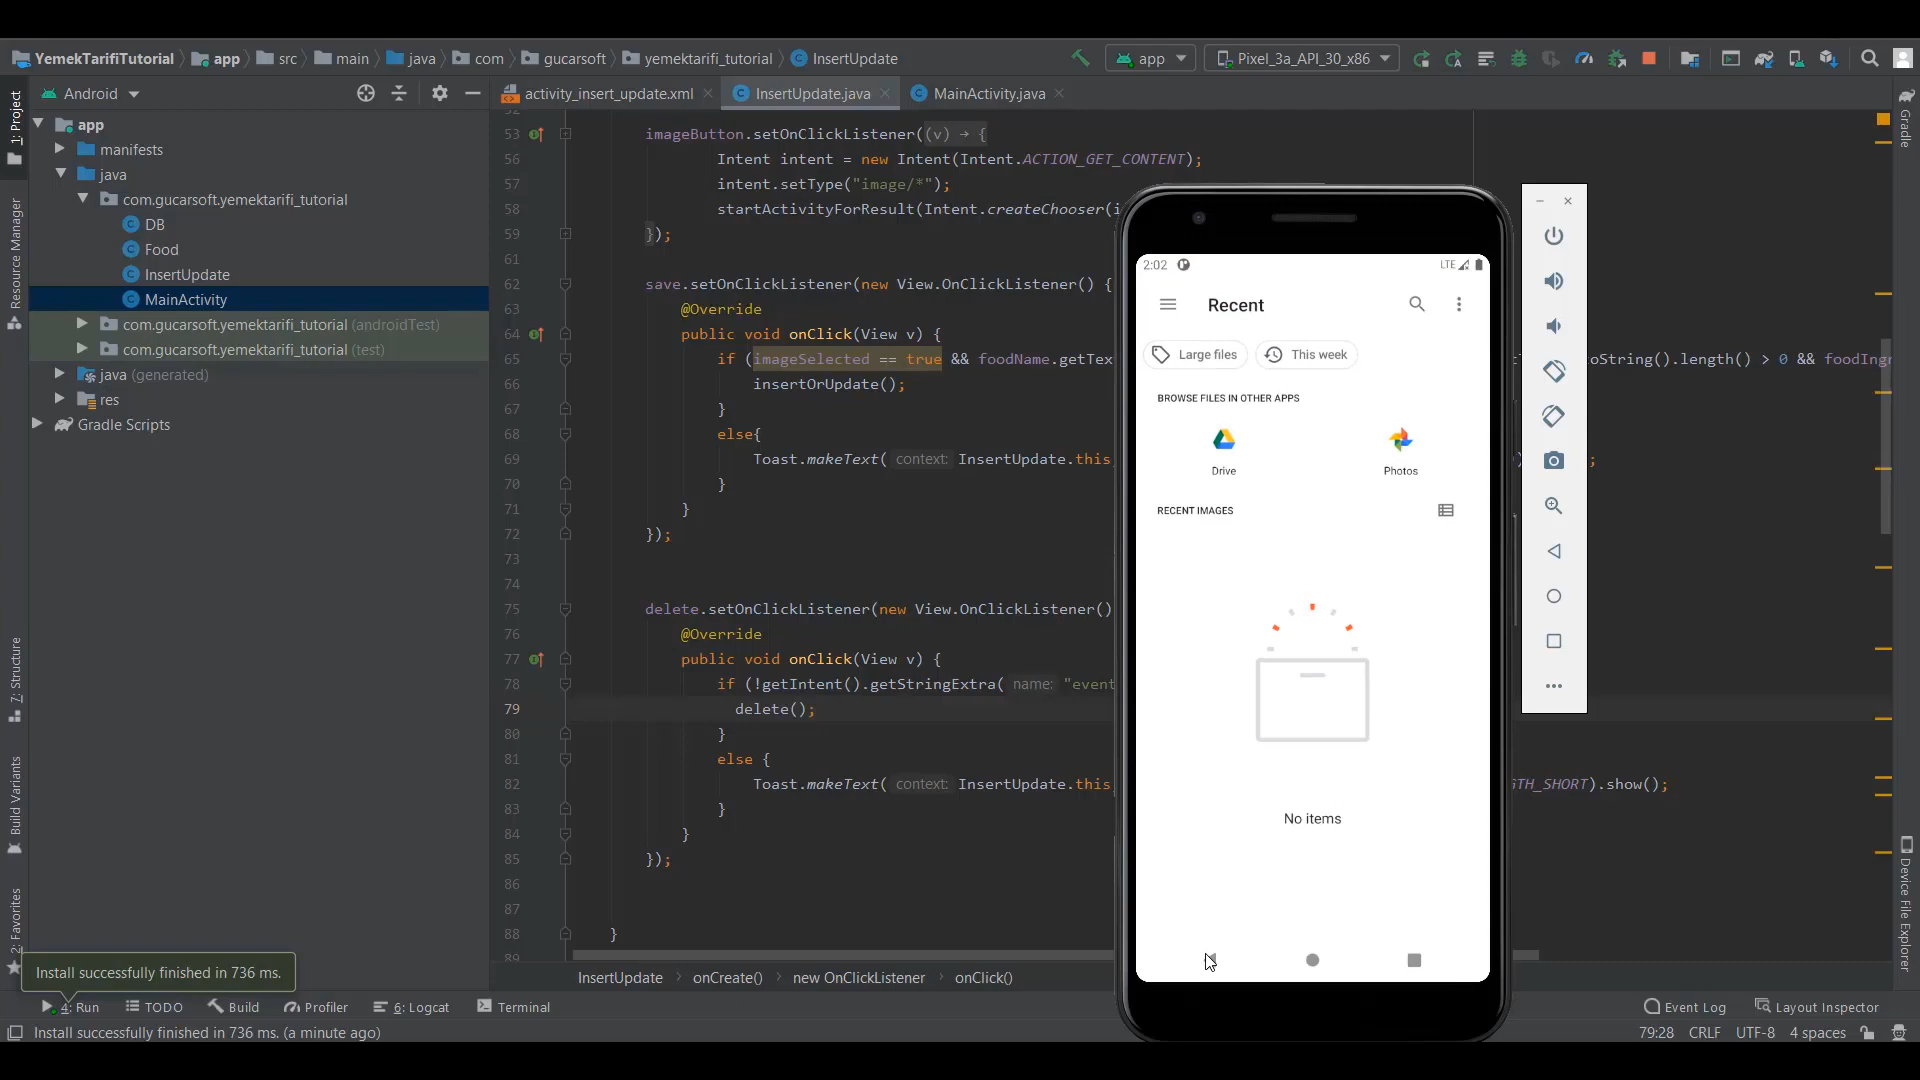 YemekTarifiTutorial app src main java com gucarsoft yemektarifi_tutorial InsertUpdate app Pixel_3a_API_30_x86
Android
activity_insert_update.xml InsertUpdate.java MainActivity.java
1: Project
Resource Manager
7: Structure
Build Variants
2: Favorites
app
manifests
java
com.gucarsoft.yemektarifi_tutorial
DB
Food
InsertUpdate
MainActivity
com.gucarsoft.yemektarifi_tutorial (androidTest)
com.gucarsoft.yemektarifi_tutorial (test)
java (generated)
res
Gradle Scripts
53 imageButton.setOnClickListener((v) → {
56 Intent intent = new Intent(Intent.ACTION_GET_CONTENT);
57 intent.setType("image/*");
58 startActivityForResult(Intent.createChooser(i
59 });
61
62 save.setOnClickListener(new View.OnClickListener() {
63 @Override
64 public void onClick(View v) {
65 if (imageSelected == true && foodName.getTex oString().length() > 0 && foodIngr
66 insertOrUpdate();
67 }
68 else{
69 Toast.makeText( context: InsertUpdate.this, ;
70 }
71 }
72 });
73
74
75 delete.setOnClickListener(new View.OnClickListener()
76 @Override
77 public void onClick(View v) {
78 if (!getIntent().getStringExtra( name: "event
79 delete();
80 }
81 else {
82 Toast.makeText( context: InsertUpdate.this, GTH_SHORT).show();
83 }
84 }
85 });
86
87
88 }
89
2:02 LTE
Recent
Large files This week
BROWSE FILES IN OTHER APPS
Drive Photos
RECENT IMAGES
No items
Gradle
Device File Explorer
Install successfully finished in 736 ms.
InsertUpdate onCreate() new OnClickListener onClick()
4: Run TODO Build Profiler 6: Logcat Terminal Event Log Layout Inspector
Install successfully finished in 736 ms. (a minute ago) 79:28 CRLF UTF-8 4 spaces